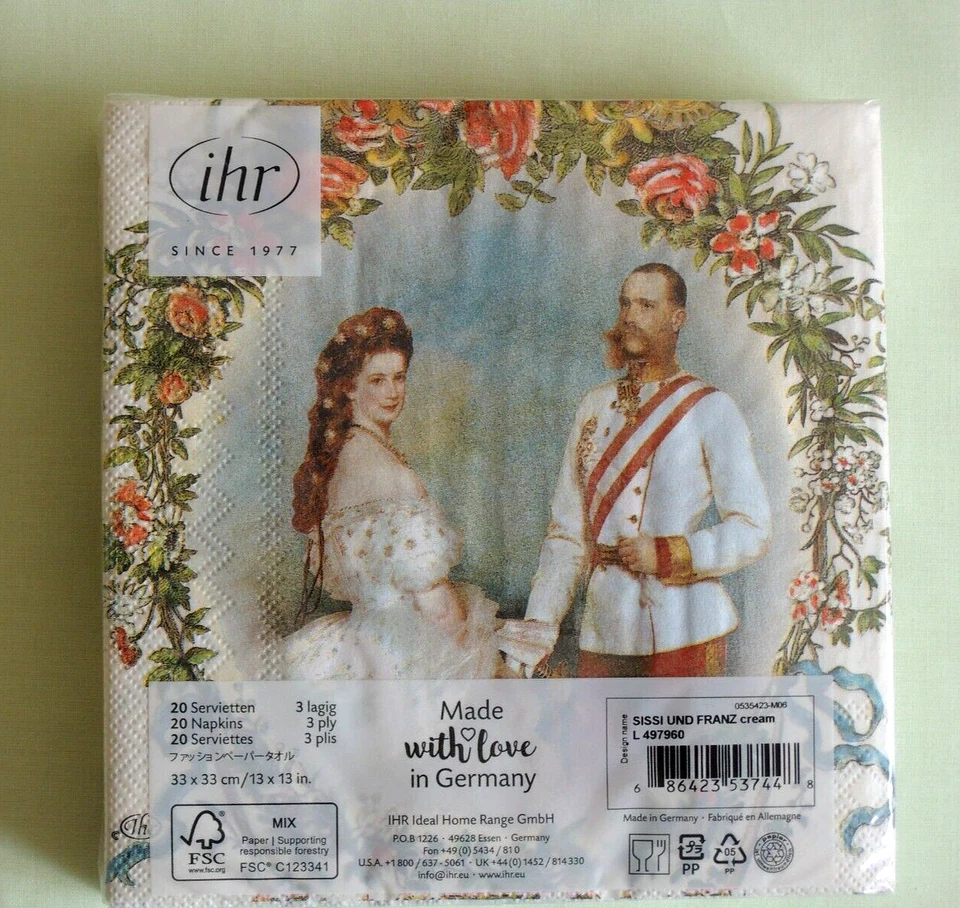 ihr
SINCE 1977
20 Servietten 3 lagig
20 Napkins 3 ply
20 Serviettes 3 plis
ファッションペーパータオル
33 x 33 cm/13 x 13 in.
FSC
www.fsc.org
MIX
Paper | Supporting
responsible forestry
FSC® C123341
Made
with love
in Germany
IHR Ideal Home Range GmbH
P.O.B 1226 · 49628 Essen · Germany
Fon +49(0)5434 / 810
U.S.A. +1 800 / 637-5061 · UK +44(0)1452 / 814330
info@ihr.eu · www.ihr.eu
0535423-M06
Design name
SISSI UND FRANZ cream
L 497960
6 86423 53744 8
Made in Germany · Fabriqué en Allemagne
PP
05
PP